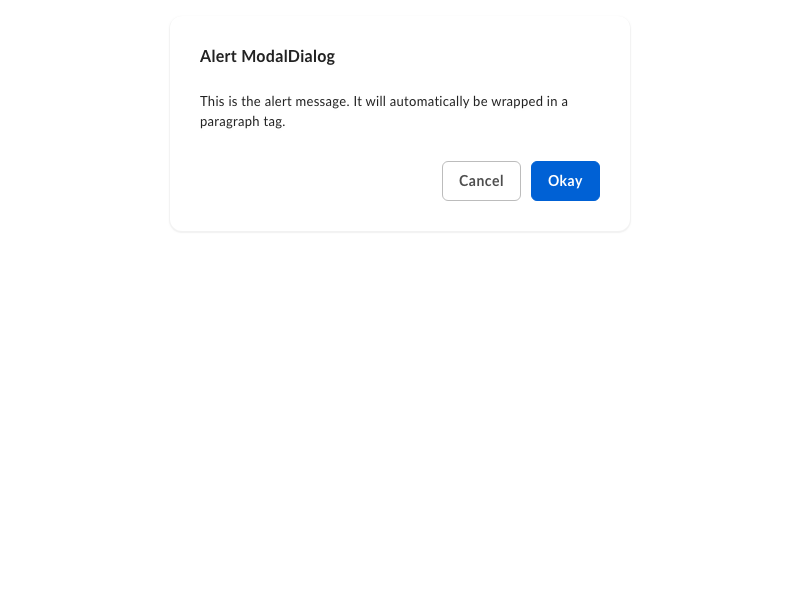 Alert ModalDialog
This is the alert message. It will automatically be wrapped in a
paragraph tag.
Cancel
Okay